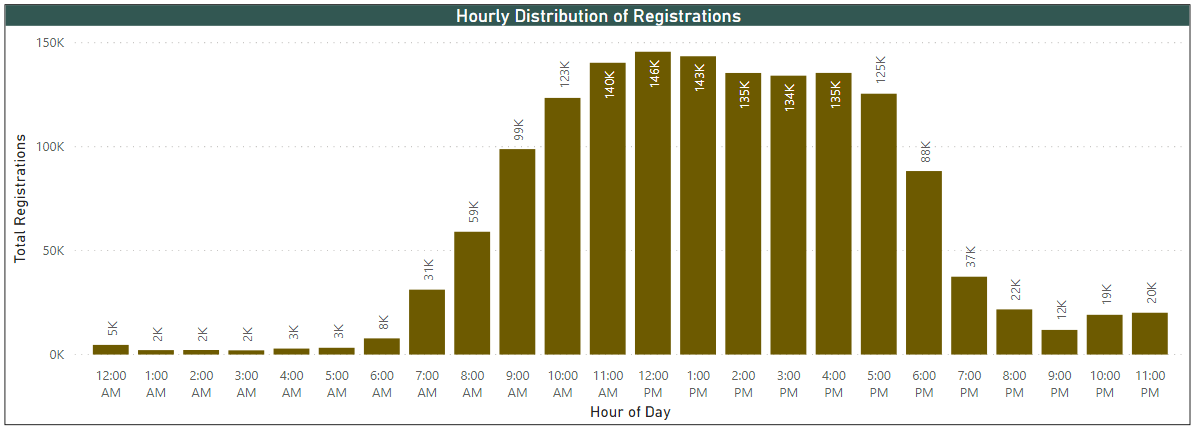 Hourly Distribution of Registrations
150K
100K
50K
0K
Total Registrations
5K
2K
2K
2K
3K
3K
8K
31K
59K
99K
123K
140K
146K
143K
135K
134K
135K
125K
88K
37K
22K
12K
19K
20K
12:00 1:00 2:00 3:00 4:00 5:00 6:00 7:00 8:00 9:00 10:00 11:00 12:00 1:00 2:00 3:00 4:00 5:00 6:00 7:00 8:00 9:00 10:00 11:00
AM AM AM AM AM AM AM AM AM AM AM AM PM PM PM PM PM PM PM PM PM PM PM PM
Hour of Day